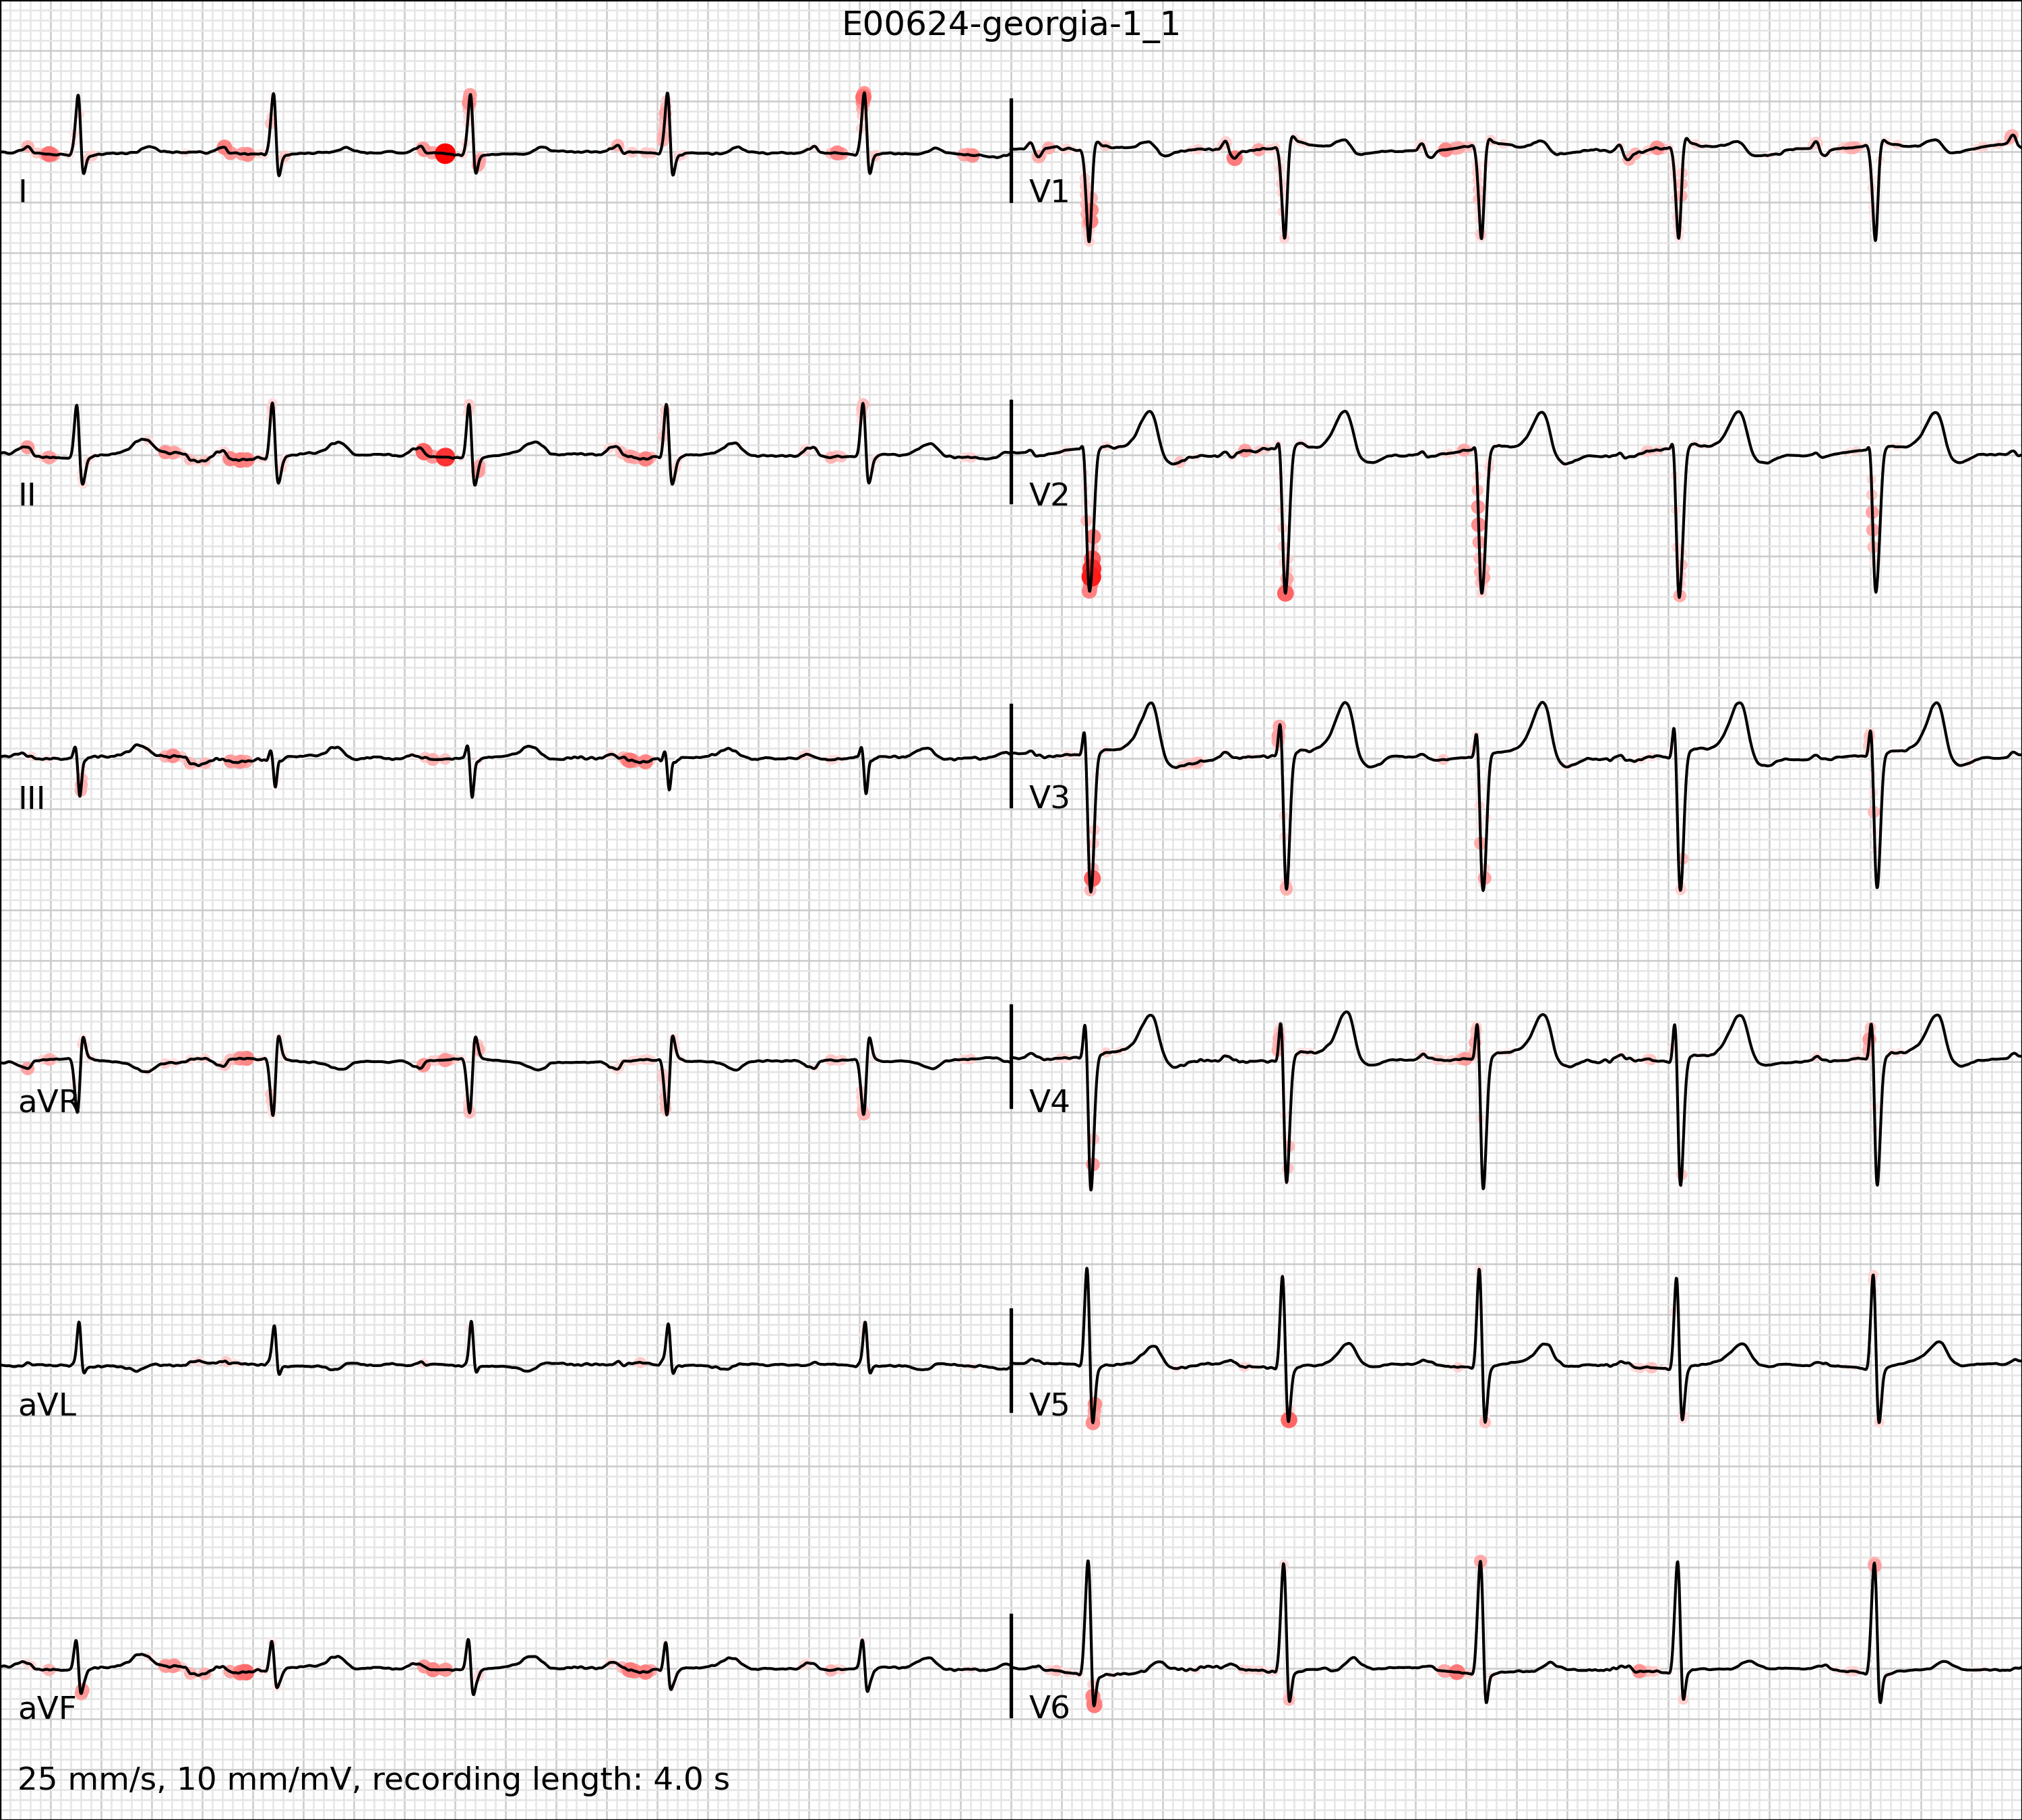 E00624-georgia-1_1
I
V1
II
V2
III
V3
aVR
V4
aVL
V5
aVF
V6
25 mm/s, 10 mm/mV, recording length: 4.0 s